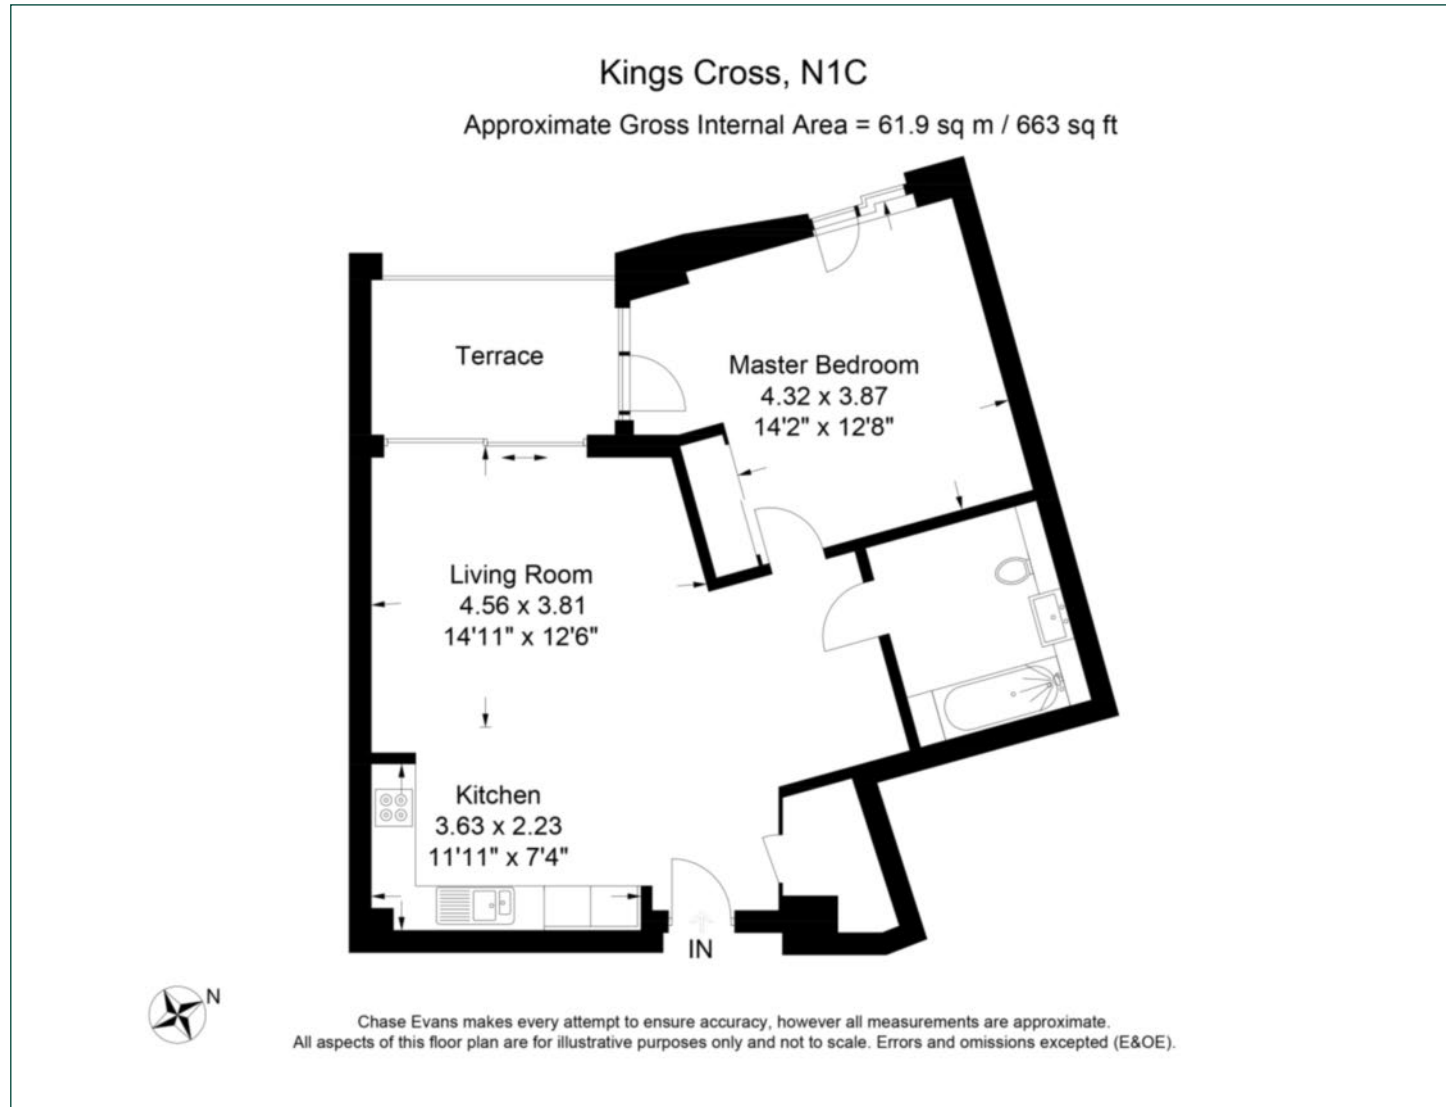 Kings Cross, N1C
Approximate Gross Internal Area = 61.9 sq m / 663 sq ft
Terrace
Master Bedroom
4.32 x 3.87
14'2" x 12'8"
Living Room
4.56 x 3.81
14'11" x 12'6"
Kitchen
3.63 x 2.23
11'11" x 7'4"
IN
N
Chase Evans makes every attempt to ensure accuracy, however all measurements are approximate.
All aspects of this floor plan are for illustrative purposes only and not to scale. Errors and omissions excepted (E&OE).